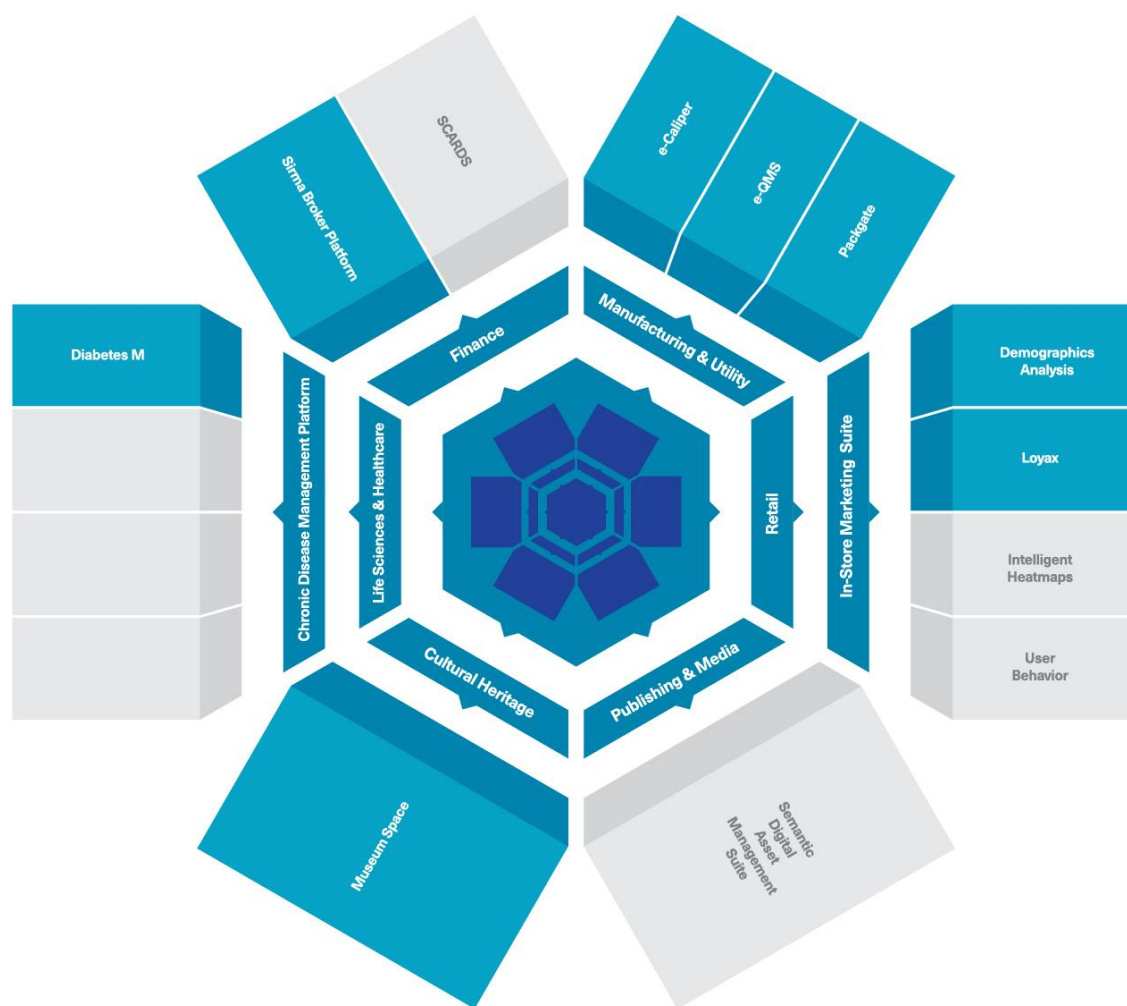 SCARDS
Sirma Broker Platform
e-Caliper
e-QMS
Packgate
Finance
Manufacturing & Utility
Diabetes M
Chronic Disease Management Platform
Life Sciences & Healthcare
Retail
In-Store Marketing Suite
Demographics
Analysis
Loyax
Intelligent
Heatmaps
User
Behavior
Cultural Heritage
Publishing & Media
Museum Space
Semantic
Digital
Asset
Management
Suite